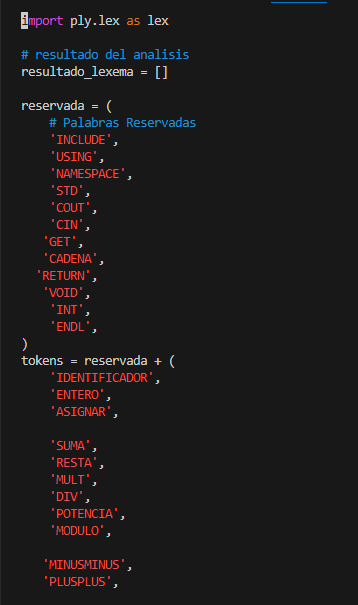 import ply.lex as lex
# resultado del analisis
resultado_lexema = []
reservada = (
# Palabras Reservadas
'INCLUDE',
'USING',
'NAMESPACE',
'STD',
'COUT',
'CIN',
'GET',
'CADENA',
'RETURN',
'VOID',
'INT',
'ENDL',
)
tokens = reservada + (
'IDENTIFICADOR',
'ENTERO',
'ASIGNAR',
'SUMA',
'RESTA',
'MULT',
'DIV',
'POTENCIA',
'MODULO',
'MINUSMINUS',
'PLUSPLUS',